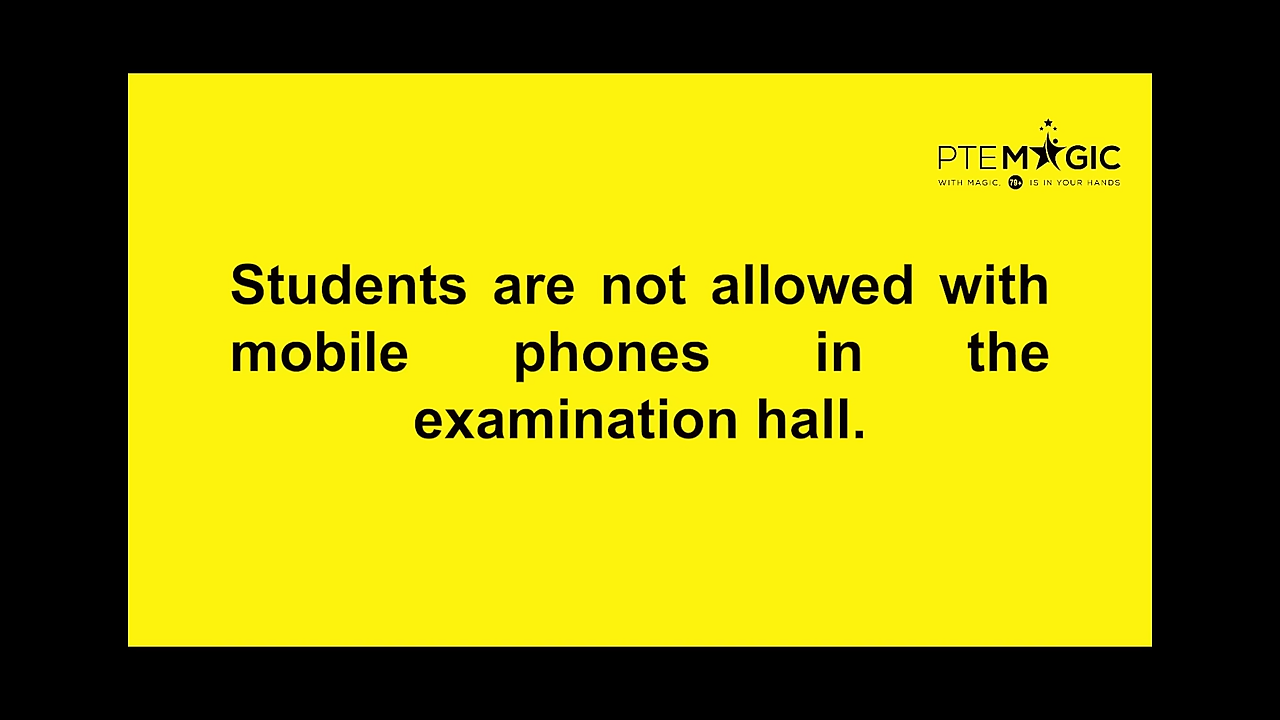 PTEMAGIC
WITH MAGIC, 79+ IS IN YOUR HANDS
Students are not allowed with
mobile phones in the
examination hall.